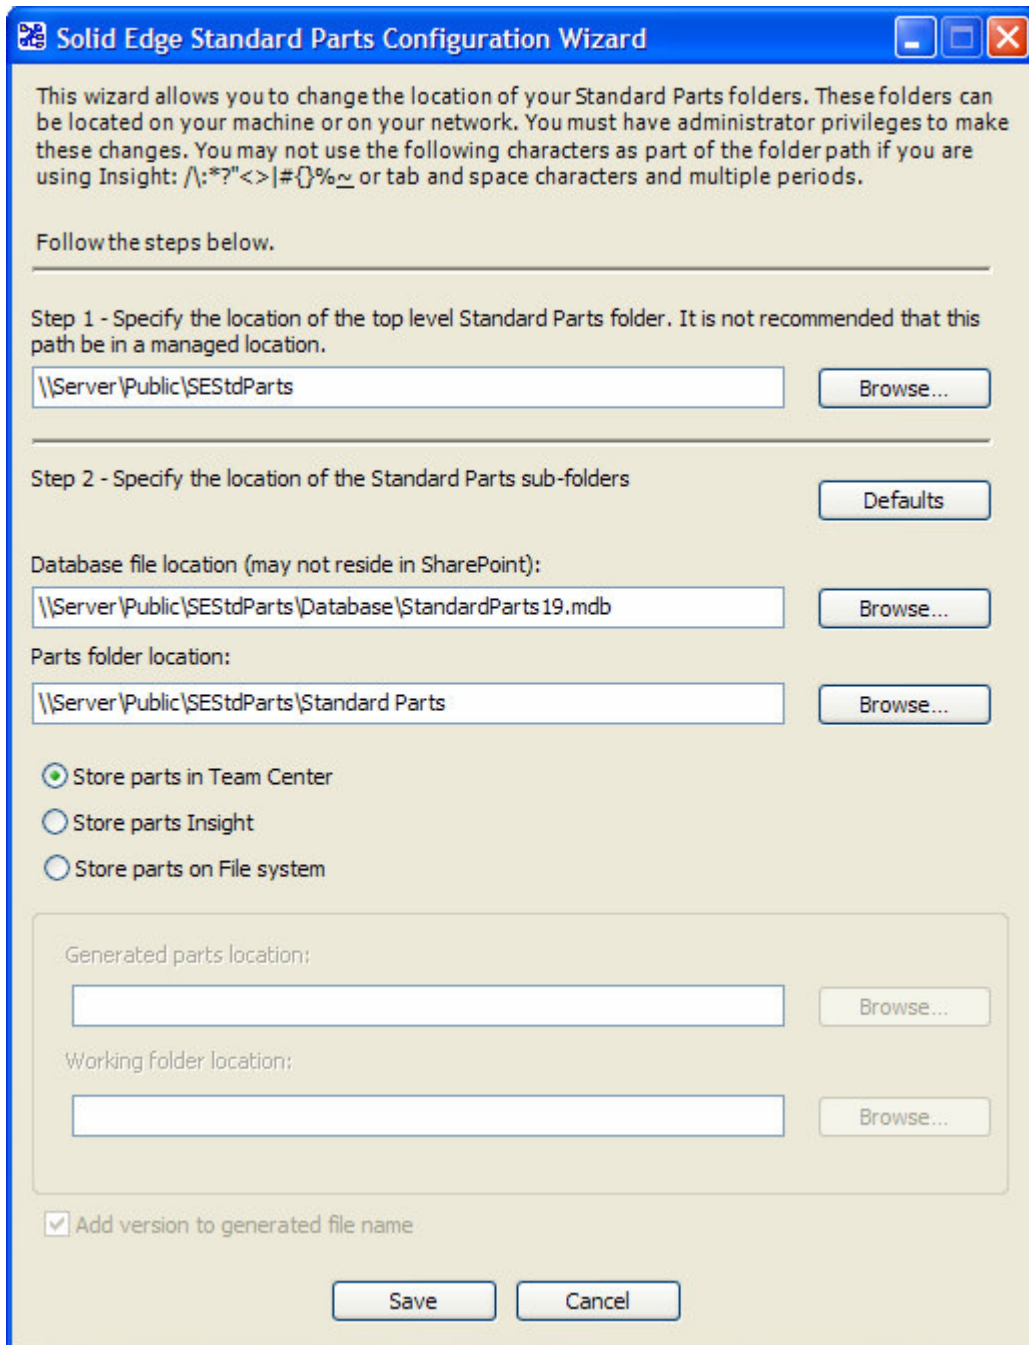 Solid Edge Standard Parts Configuration Wizard
This wizard allows you to change the location of your Standard Parts folders. These folders can
be located on your machine or on your network. You must have administrator privileges to make
these changes. You may not use the following characters as part of the folder path if you are
using Insight: /\:*?"<>|#{}%~ or tab and space characters and multiple periods.
Follow the steps below.
Step 1 - Specify the location of the top level Standard Parts folder. It is not recommended that this
path be in a managed location.
\\Server\Public\SEStdParts Browse...
Step 2 - Specify the location of the Standard Parts sub-folders
Defaults
Database file location (may not reside in SharePoint):
\\Server\Public\SEStdParts\Database\StandardParts19.mdb Browse...
Parts folder location:
\\Server\Public\SEStdParts\Standard Parts Browse...
Store parts in Team Center
Store parts Insight
Store parts on File system
Generated parts location:
Browse...
Working folder location:
Browse...
Add version to generated file name
Save Cancel